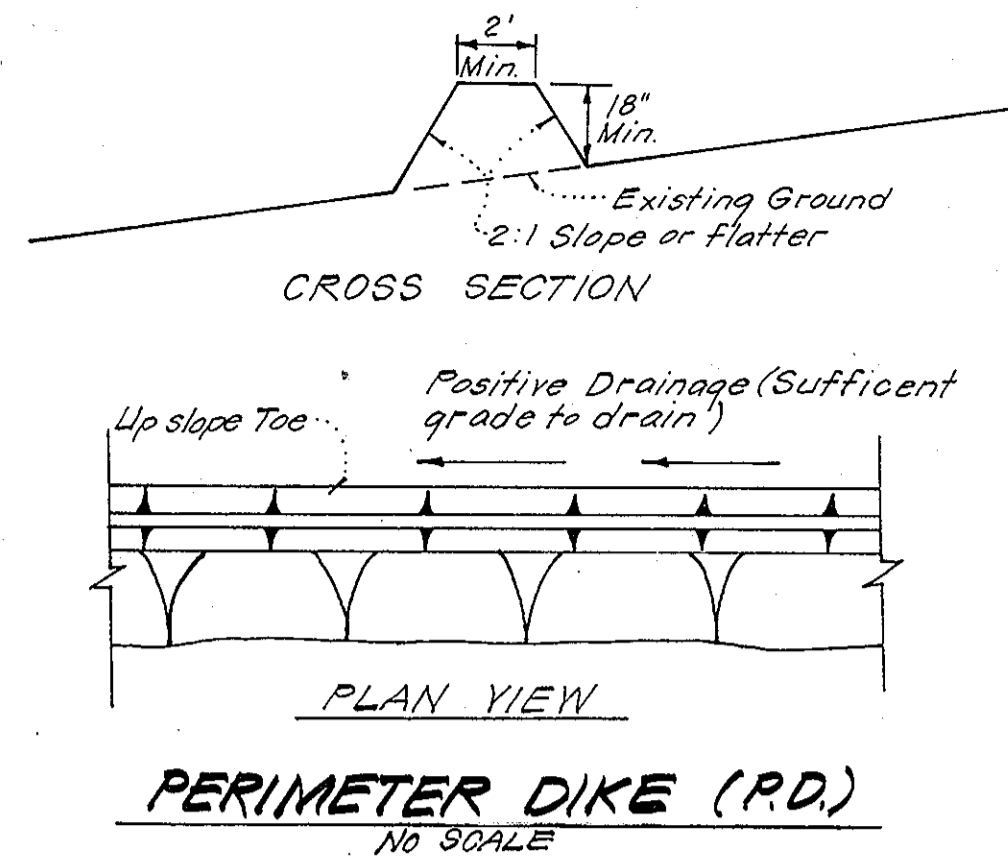 2'
Min.
18"
Min.
Existing Ground
2:1 Slope or flatter
CROSS SECTION
Positive Drainage (Sufficent
grade to drain)
Up slope Toe
PLAN VIEW
PERIMETER DIKE (P.D.)
NO SCALE